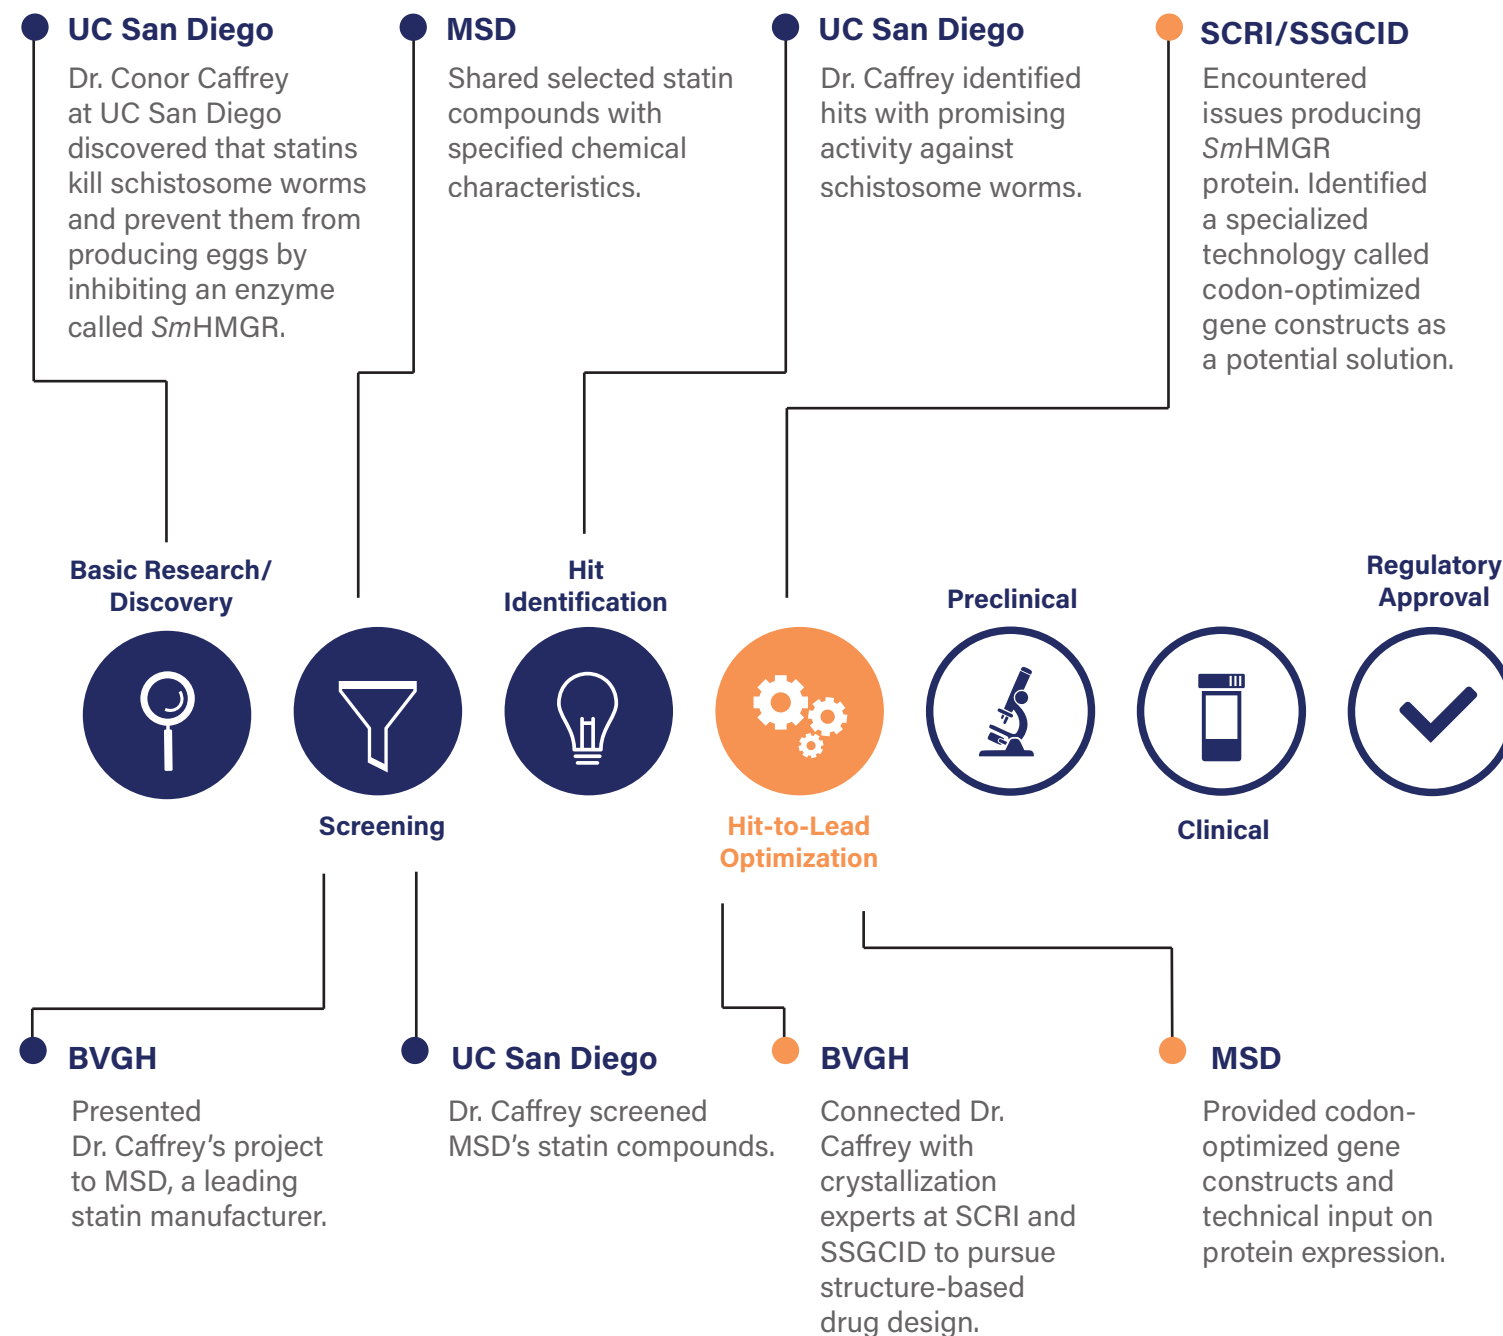 UC San Diego
Dr. Conor Caffrey
at UC San Diego
discovered that statins
kill schistosome worms
and prevent them from
producing eggs by
inhibiting an enzyme
called SmHMGR.
MSD
Shared selected statin
compounds with
specified chemical
characteristics.
UC San Diego
Dr. Caffrey identified
hits with promising
activity against
schistosome worms.
SCRI/SSGCID
Encountered
issues producing
SmHMGR
protein. Identified
a specialized
technology called
codon-optimized
gene constructs as
a potential solution.
Basic Research/
Discovery
Screening
Hit
Identification
Hit-to-Lead
Optimization
Preclinical
Clinical
Regulatory
Approval
BVGH
Presented
Dr. Caffrey's project
to MSD, a leading
statin manufacturer.
UC San Diego
Dr. Caffrey screened
MSD's statin compounds.
BVGH
Connected Dr.
Caffrey with
crystallization
experts at SCRI and
SSGCID to pursue
structure-based
drug design.
MSD
Provided codon-
optimized gene
constructs and
technical input on
protein expression.